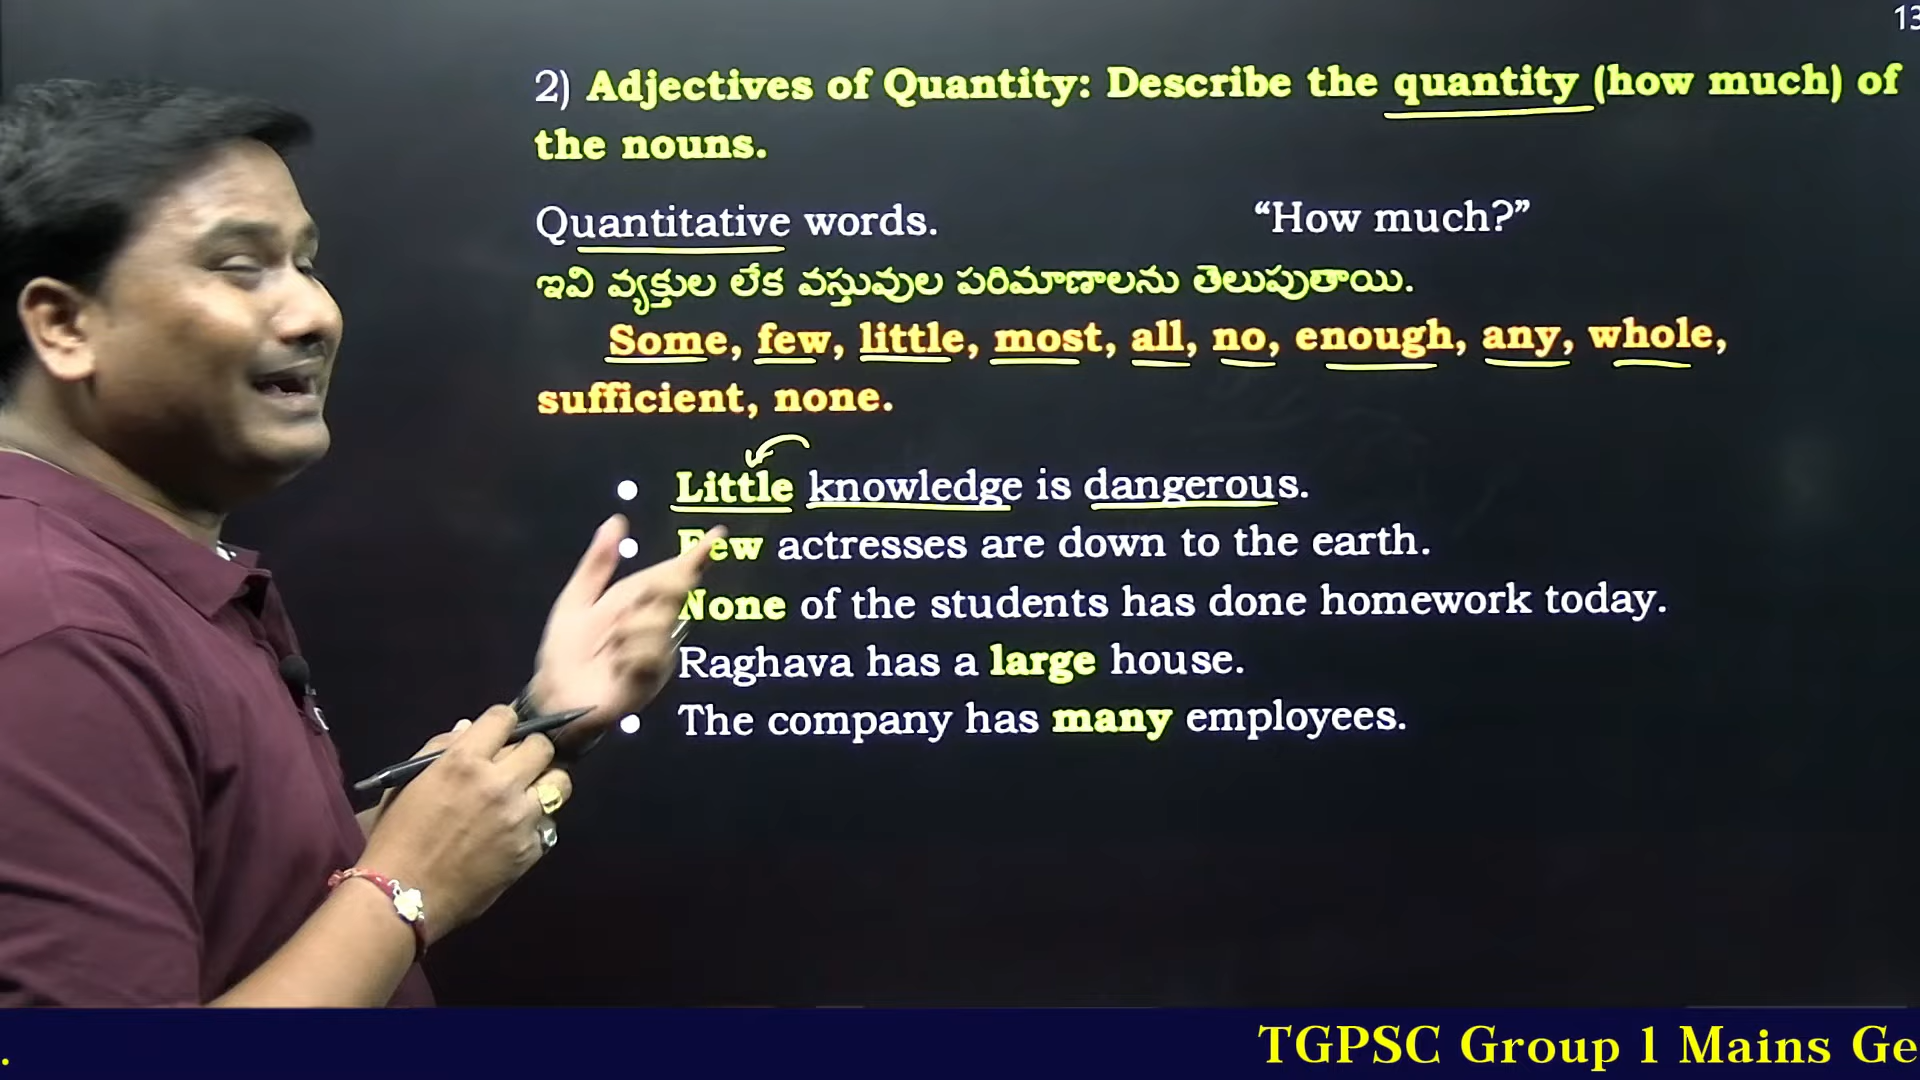 13
2) Adjectives of Quantity: Describe the quantity (how much) of
the nouns.
Quantitative words. “How much?”
ఇవి వ్యక్తుల లేక వస్తువుల పరిమాణాలను తెలుపుతాయి.
Some, few, little, most, all, no, enough, any, whole,
sufficient, none.
• Little knowledge is dangerous.
• Few actresses are down to the earth.
None of the students has done homework today.
Raghava has a large house.
• The company has many employees.
. TGPSC Group 1 Mains Ge